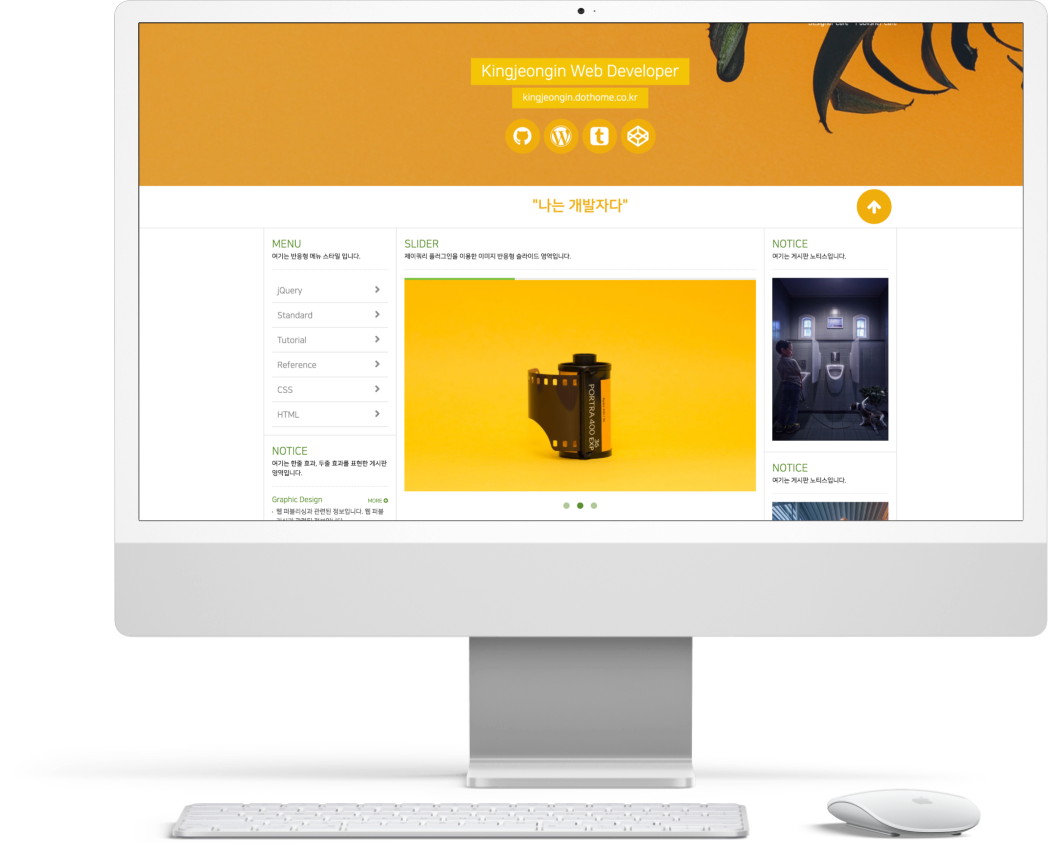 Kingjeongin Web Developer
kingjeongin.dothome.co.kr
"나는 개발자다"
MENU
여기는 반응형 메뉴 스타일 입니다.
jQuery
Standard
Tutorial
Reference
CSS
HTML
NOTICE
여기는 한줄 효과, 두줄 효과를 표현한 게시판
영역입니다.
Graphic Design
MORE
· 웹 퍼블리싱과 관련된 정보입니다. 웹 퍼블
SLIDER
제이쿼리 플러그인을 이용한 이미지 반응형 슬라이드 영역입니다.
PORTRA 400
36 EXP
NOTICE
여기는 게시판 노티스입니다.
NOTICE
여기는 게시판 노티스입니다.